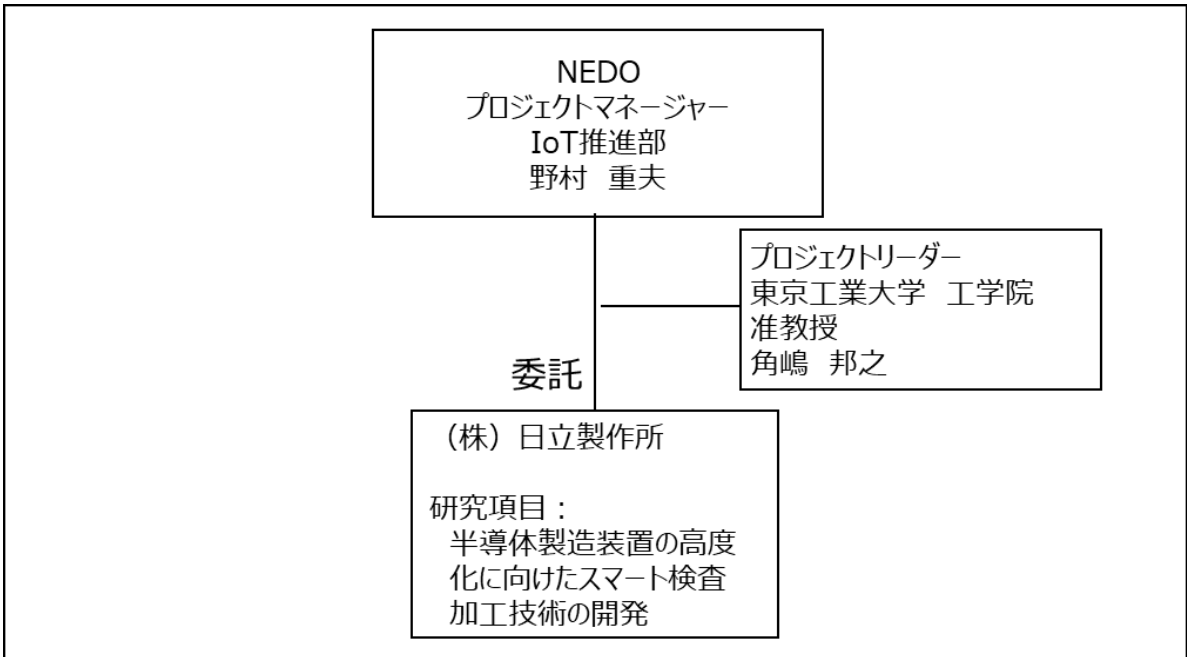 NEDO
プロジェクトマネージャー
IoT推進部
野村　重夫
プロジェクトリーダー
東京工業大学　工学院
准教授
角嶋　邦之
委託
（株）日立製作所
研究項目：
半導体製造装置の高度
化に向けたスマート検査
加工技術の開発